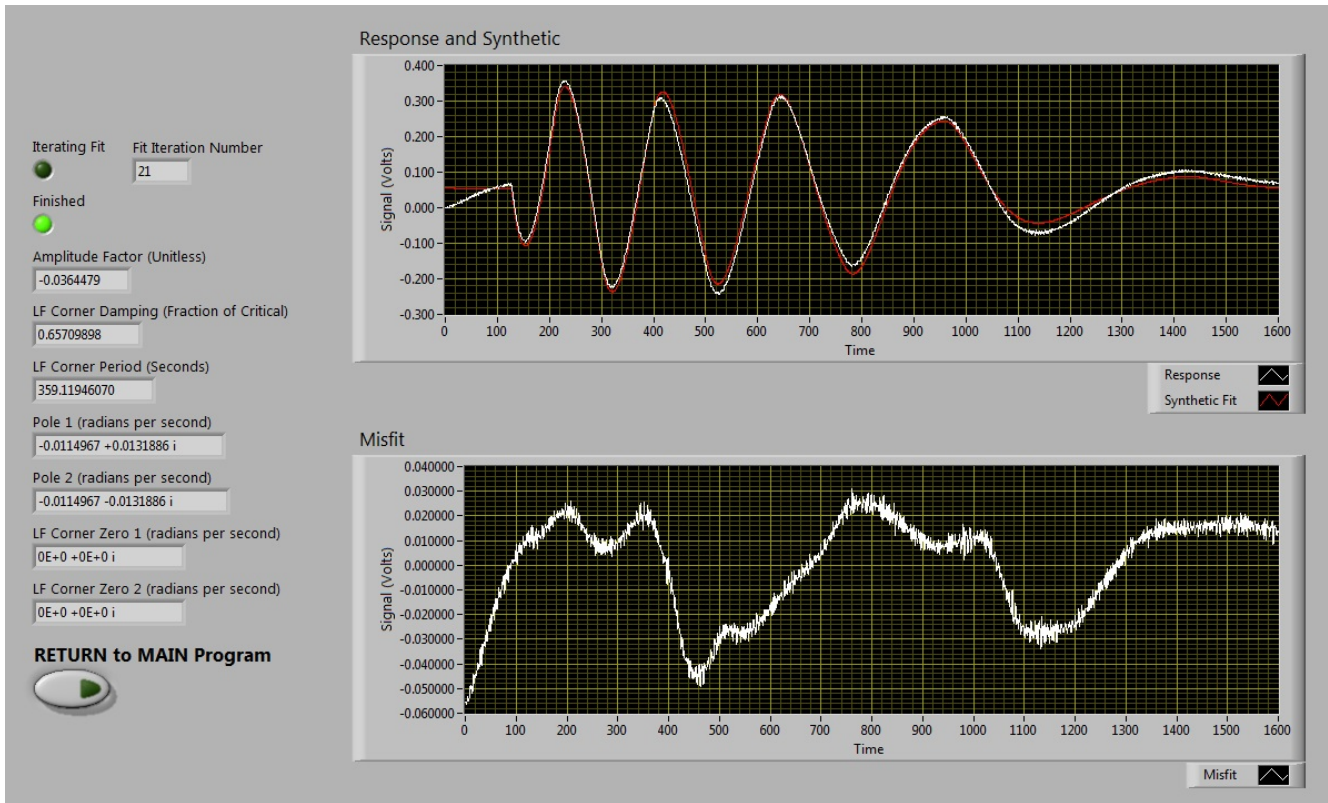 Iterating Fit
Fit Iteration Number
21
Finished
Amplitude Factor (Unitless)
-0.0364479
LF Corner Damping (Fraction of Critical)
0.65709898
LF Corner Period (Seconds)
359.11946070
Pole 1 (radians per second)
-0.0114967 +0.0131886 i
Pole 2 (radians per second)
-0.0114967 -0.0131886 i
LF Corner Zero 1 (radians per second)
0E+0 +0E+0 i
LF Corner Zero 2 (radians per second)
0E+0 +0E+0 i
RETURN to MAIN Program
Response and Synthetic
Signal (Volts)
0.400
0.300
0.200
0.100
0.000
-0.100
-0.200
-0.300
0 100 200 300 400 500 600 700 800 900 1000 1100 1200 1300 1400 1500 1600
Time
Response
Synthetic Fit
Misfit
Signal (Volts)
0.040000
0.030000
0.020000
0.010000
0.000000
-0.010000
-0.020000
-0.030000
-0.040000
-0.050000
-0.060000
0 100 200 300 400 500 600 700 800 900 1000 1100 1200 1300 1400 1500 1600
Time
Misfit